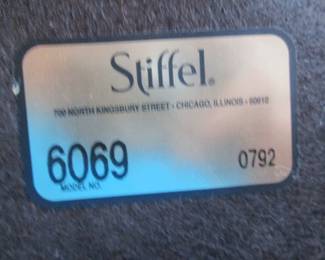 Stiffel®
700 NORTH KINGSBURY STREET • CHICAGO, ILLINOIS • 60610
6069 0792
MODEL NO.